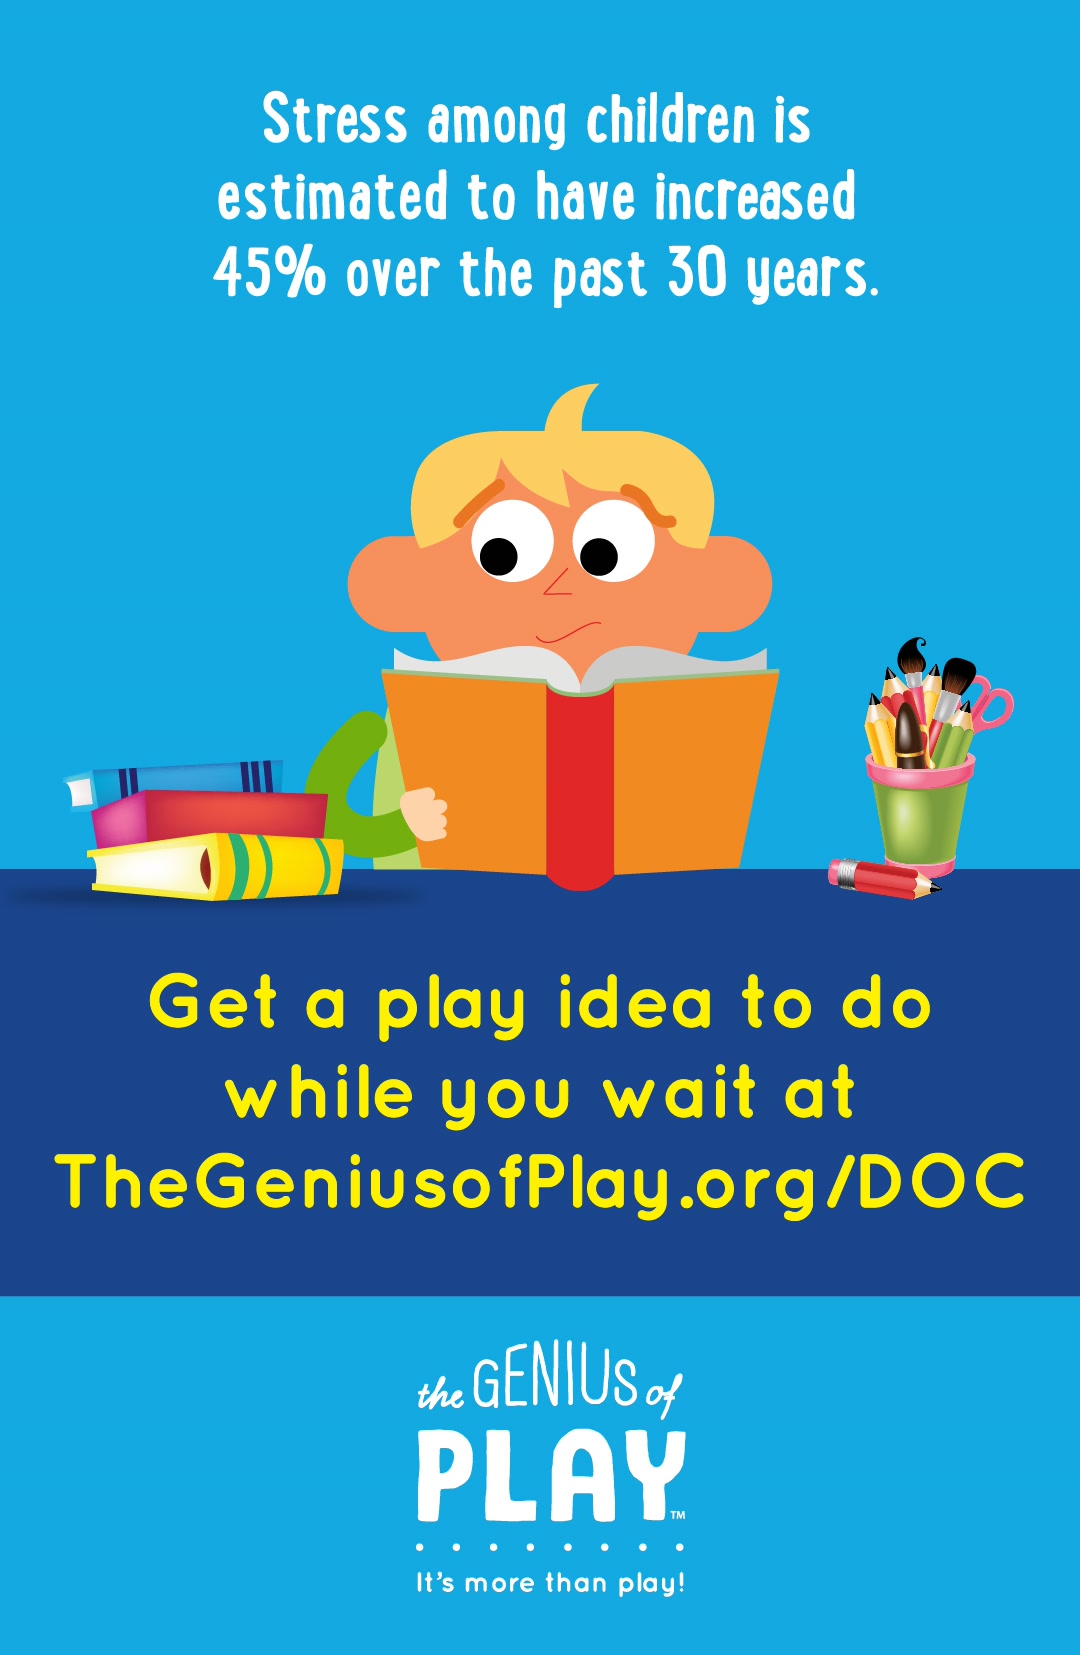 Stress among children is
estimated to have increased
45% over the past 30 years.
Get a play idea to do
while you wait at
TheGeniusofPlay.org/DOC
the GENIUS of
PLAY™
It's more than play!